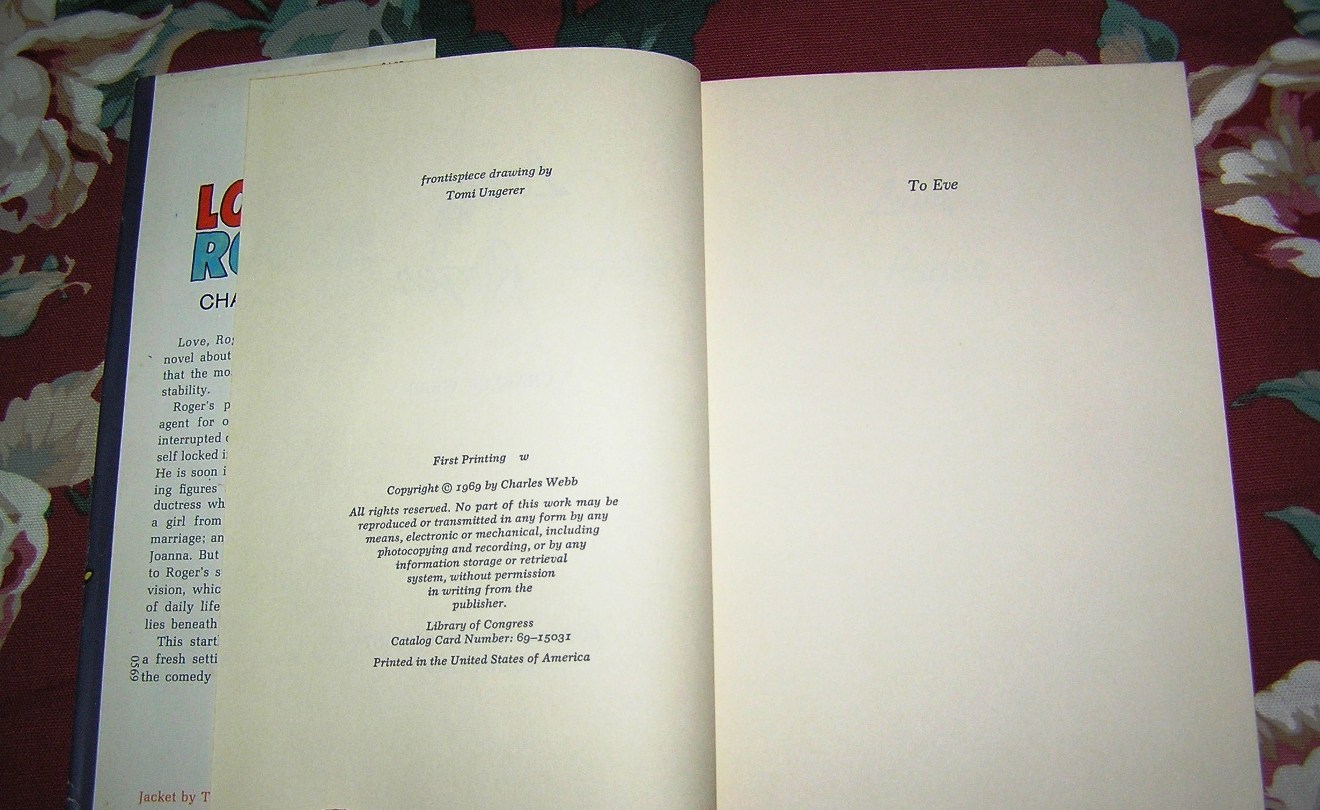 LO
RO
CHA
Love, Rog
novel about
that the mo
stability.
Roger's p
agent for o
interrupted
self locked i
He is soon i
ing figures
ductress wh
a girl from
marriage; an
Joanna. But
to Roger's s
vision, whic
of daily life
lies beneath
This start
a fresh setti
the comedy
0569
Jacket by T
frontispiece drawing by
Tomi Ungerer
First Printing w
Copyright © 1969 by Charles Webb
All rights reserved. No part of this work may be
reproduced or transmitted in any form by any
means, electronic or mechanical, including
photocopying and recording, or by any
information storage or retrieval
system, without permission
in writing from the
publisher.
Library of Congress
Catalog Card Number: 69–15031
Printed in the United States of America
To Eve